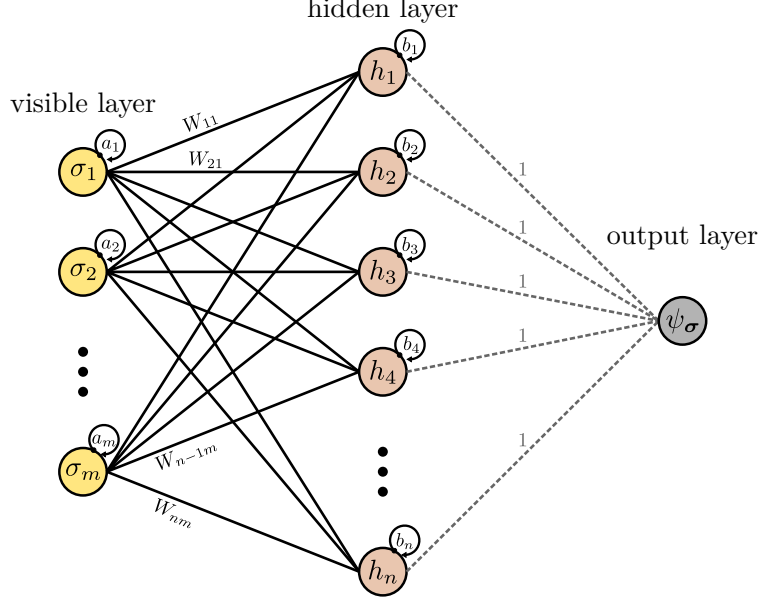 hidden layer
b₁
h₁
visible layer
W₁₁
a₁
σ₁
W₂₁
b₂
h₂
1
1
output layer
a₂
σ₂
b₃
h₃
1
ψ_σ
1
b₄
h₄
aₘ
σₘ
Wₙ₋₁ₘ
1
Wₙₘ
bₙ
hₙ